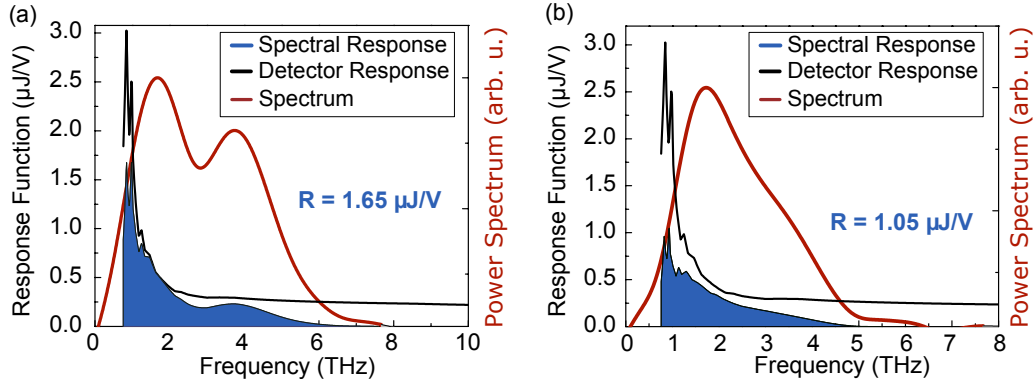 (a)
Response Function (µJ/V)
3.0
2.5
2.0
1.5
1.0
0.5
0.0
Spectral Response
Detector Response
Spectrum
R = 1.65 µJ/V
0 2 4 6 8 10
Frequency (THz)
Power Spectrum (arb. u.)
(b)
Response Function (µJ/V)
3.0
2.5
2.0
1.5
1.0
0.5
0.0
Spectral Response
Detector Response
Spectrum
R = 1.05 µJ/V
0 1 2 3 4 5 6 7 8
Frequency (THz)
Power Spectrum (arb. u.)